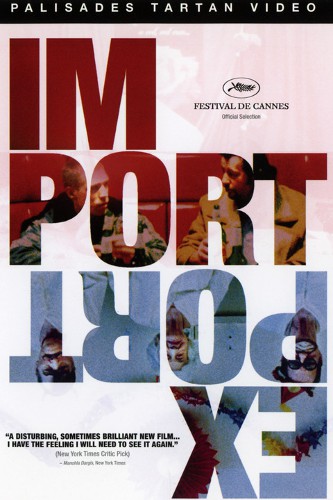 PALISADES TARTAN VIDEO
IM
FESTIVAL DE CANNES
Official Selection
PORT
PORT
EX
"A DISTURBING, SOMETIMES BRILLIANT NEW FILM...
I HAVE THE FEELING I WILL NEED TO SEE IT AGAIN."
(New York Times Critic Pick)
— Manohla Dargis, New York Times